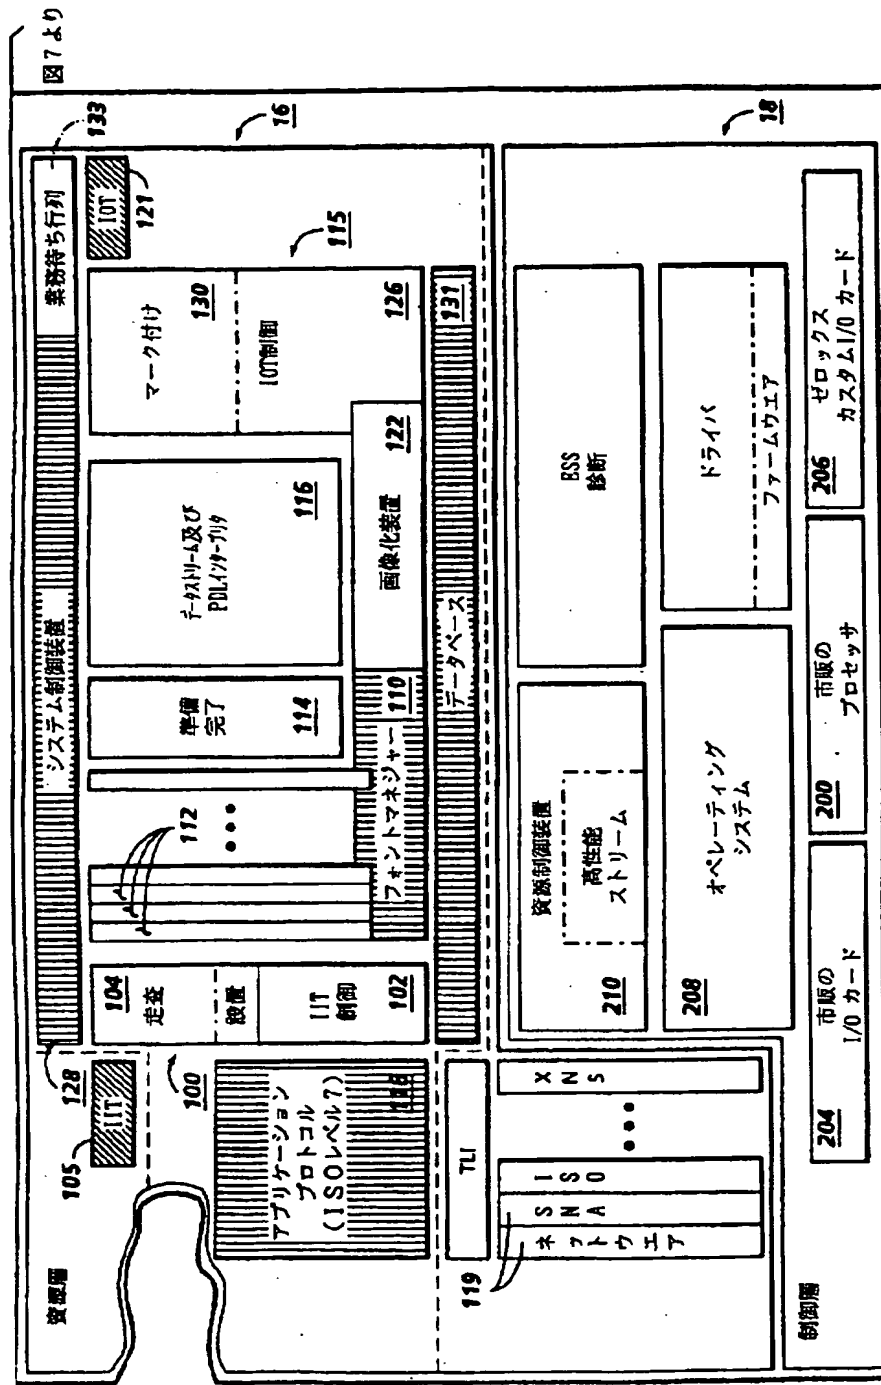 図7より
資源層
IIT
105
128
システム制御装置
業務待ち行列
133
IOT
121
16
100
走査
104
設置
IIT
制御
102
アプリケーション
プロトコル
(ISOレベル7)
112
•••
準備
完了
114
データストリーム及び
PDLインタープリタ
116
マーク付け
130
IOT制御
126
115
フォントマネジャー
110
画像化装置
122
データベース
131
TLI
119
ネットウエア
SNA
ISO
•••
XNS
18
資源制御装置
高性能
ストリーム
210
ESS
診断
オペレーティング
システム
208
ドライバ
ファームウエア
市販の
I/Oカード
204
市販の
プロセッサ
200
ゼロックス
カスタムI/Oカード
206
制御層